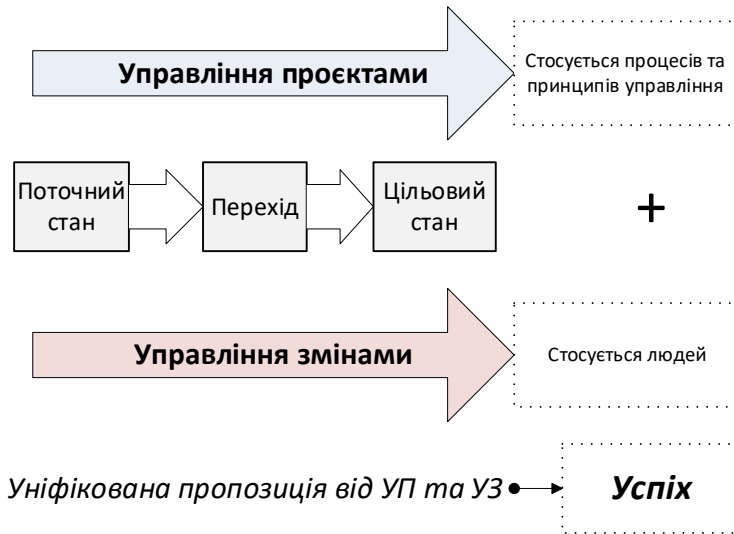 Управління проєктами
Стосується процесів та
принципів управління
Поточний
стан
Перехід
Цільовий
стан
+
Управління змінами
Стосується людей
Уніфікована пропозиція від УП та УЗ
Успіх